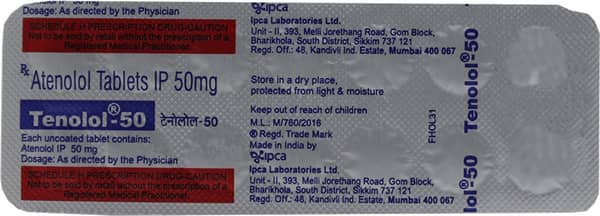 50 mg
Dosage: As directed by the Physician
SCHEDULE H PRESCRIPTION DRUG-CAUTION
Not to be sold by retail without the prescription of a
Registered Medical Practitioner.
Rx Atenolol Tablets IP 50mg
Tenolol®-50 टेनोलोल-50
Each uncoated tablet contains:
Atenolol IP 50 mg
Dosage: As directed by the Physician
SCHEDULE H PRESCRIPTION DRUG-CAUTION
Not to be sold by retail without the prescription of a
Registered Medical Practitioner.
ipca
Ipca Laboratories Ltd.
Unit - II, 393, Melli Jorethang Road, Gom Block,
Bharikhola, South District, Sikkim 737 121
Regd. Off.: 48, Kandivli Ind. Estate, Mumbai 400 067
Store in a dry place,
protected from light & moisture
Keep out of reach of children
M.L.: M/760/2016
® Regd. Trade Mark
Made in India by
ipca
Ipca Laboratories Ltd.
Unit - II, 393, Melli Jorethang Road, Gom Block,
Bharikhola, South District, Sikkim 737 121
Regd. Off.: 48, Kandivli Ind. Estate, Mumbai 400 067
FHOL31
Tenolol®-50
lol®-50